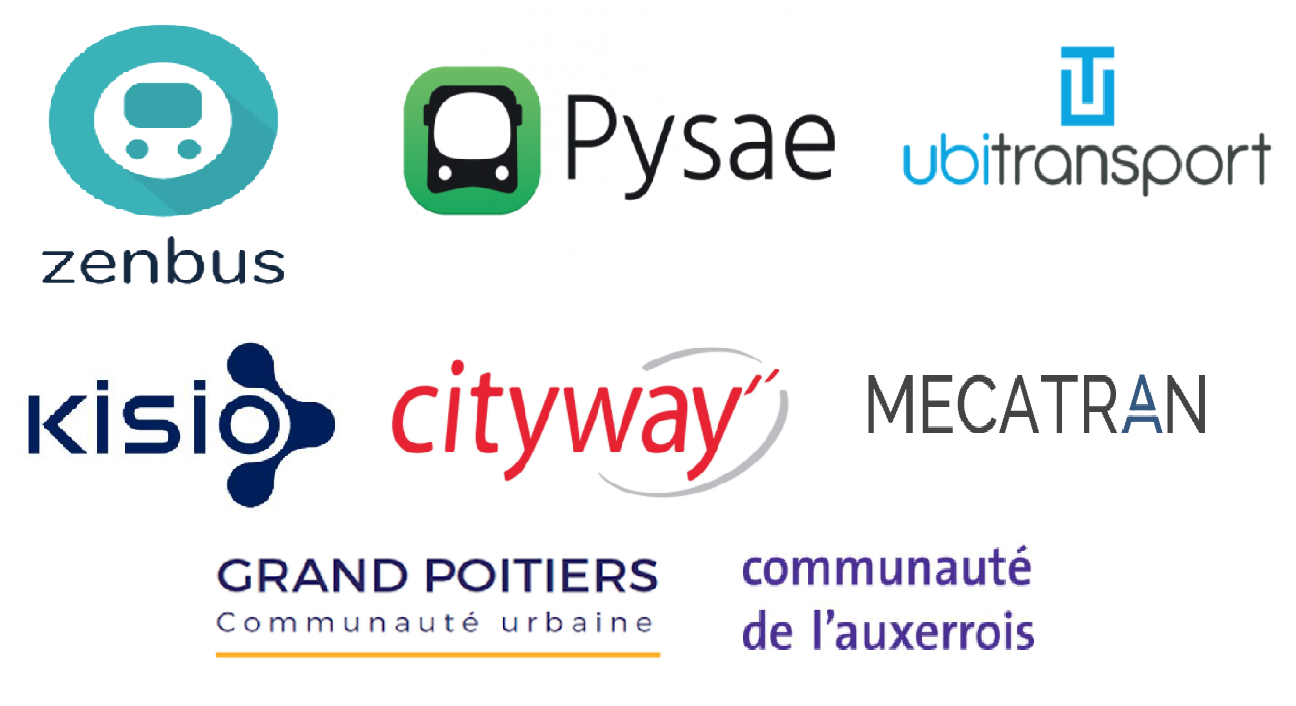 zenbus
Pysae
ubitransport
kisio
cityway
MECATRAN
GRAND POITIERS
Communauté urbaine
communauté
de l'auxerrois